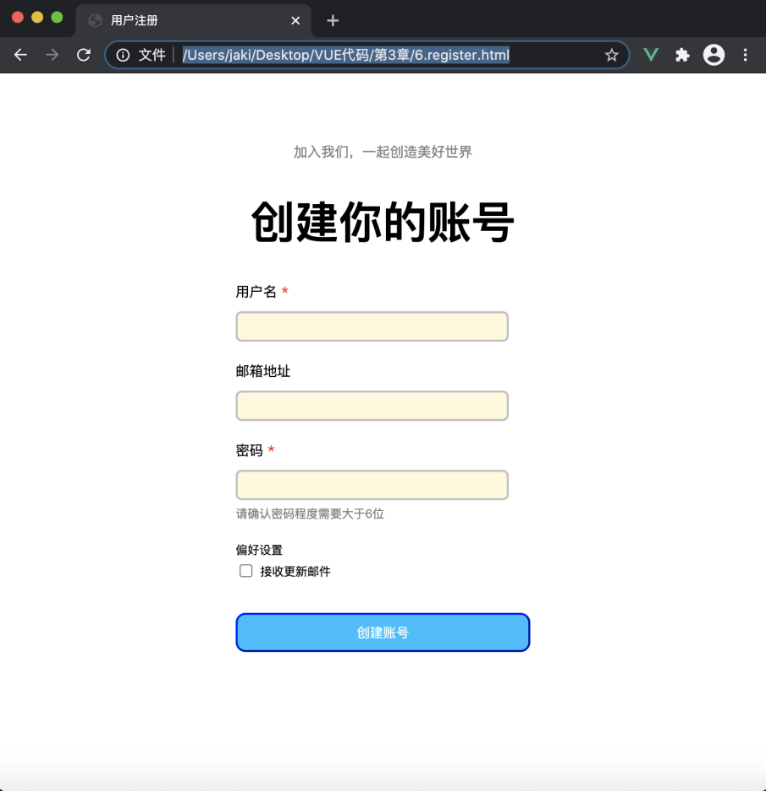 用户注册
文件
/Users/jaki/Desktop/VUE代码/第3章/6.register.html
加入我们，一起创造美好世界
创建你的账号
用户名 *
邮箱地址
密码 *
请确认密码程度需要大于6位
偏好设置
接收更新邮件
创建账号